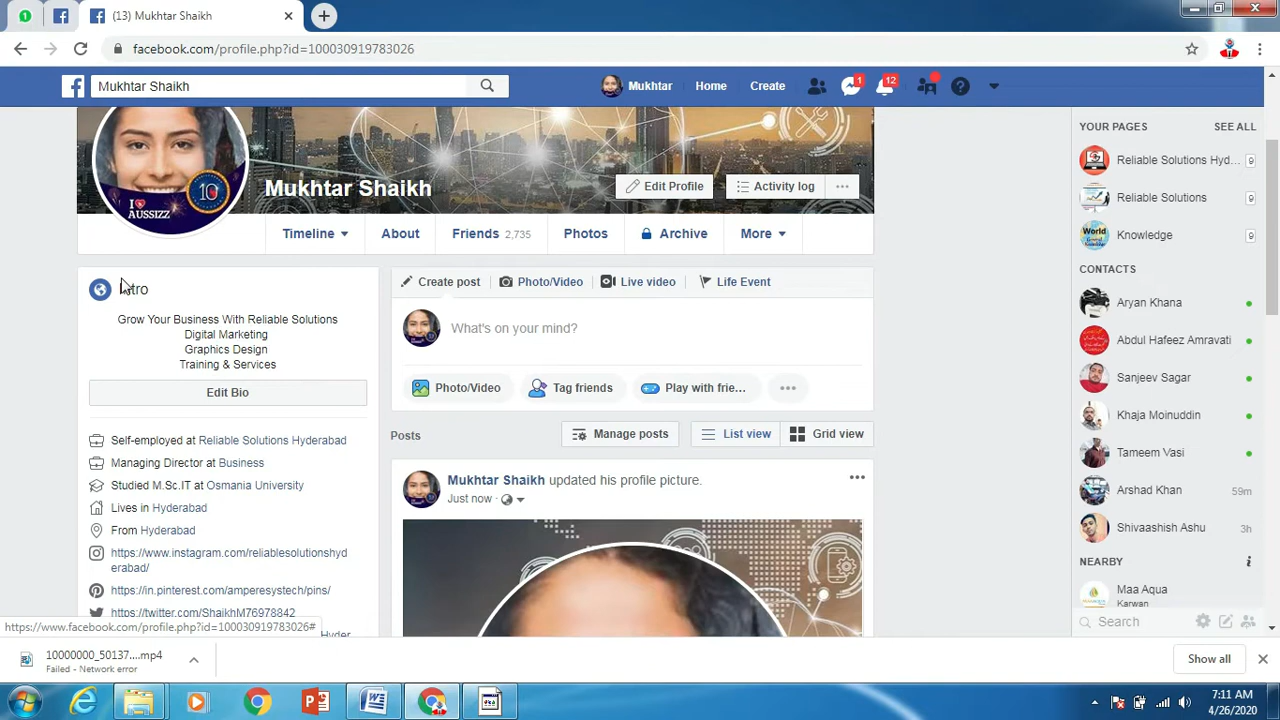 (13) Mukhtar Shaikh
facebook.com/profile.php?id=100030919783026
Mukhtar Shaikh
Mukhtar
Home
Create
1
12
I AUSSIZZ
10
Mukhtar Shaikh
Edit Profile
Activity log
Timeline
About
Friends 2,735
Photos
Archive
More
Intro
Grow Your Business With Reliable Solutions
Digital Marketing
Graphics Design
Training & Services
Edit Bio
Self-employed at Reliable Solutions Hyderabad
Managing Director at Business
Studied M.Sc.IT at Osmania University
Lives in Hyderabad
From Hyderabad
https://www.instagram.com/reliablesolutionshyd
erabad/
https://in.pinterest.com/amperesystech/pins/
https://twitter.com/ShaikhM76978842
Hyder
https://www.facebook.com/profile.php?id=100030919783026#
Create post
Photo/Video
Live video
Life Event
What's on your mind?
Photo/Video
Tag friends
Play with frie...
Posts
Manage posts
List view
Grid view
Mukhtar Shaikh updated his profile picture.
Just now
YOUR PAGES
SEE ALL
Reliable Solutions Hyd... 9
Reliable Solutions 9
Knowledge 9
CONTACTS
Aryan Khana
Abdul Hafeez Amravati
Sanjeev Sagar
Khaja Moinuddin
Tameem Vasi
Arshad Khan 59m
Shivaashish Ashu 3h
NEARBY
Maa Aqua
Karwan
Search
10000000_50137....mp4
Failed - Network error
Show all
7:11 AM
4/26/2020